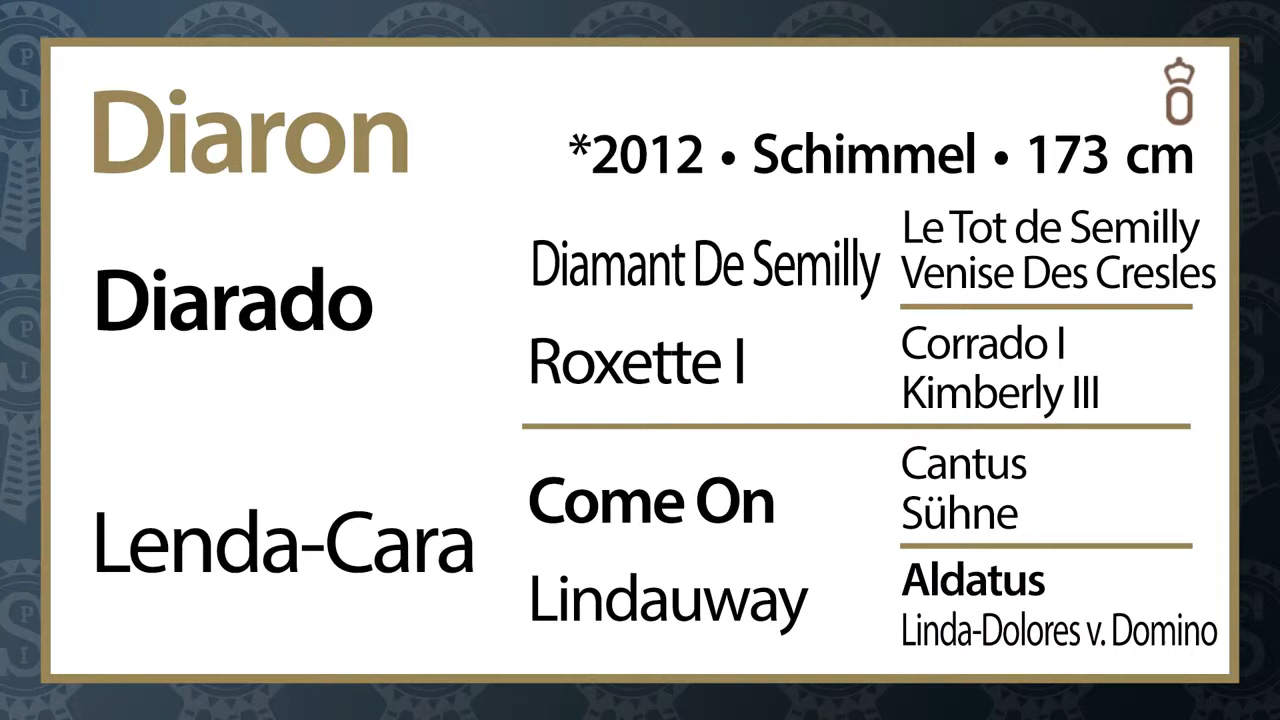 Diaron
*2012 • Schimmel • 173 cm
Diarado
Diamant De Semilly
Le Tot de Semilly
Venise Des Cresles
Roxette I
Corrado I
Kimberly III
Lenda-Cara
Come On
Cantus
Sühne
Lindauway
Aldatus
Linda-Dolores v. Domino